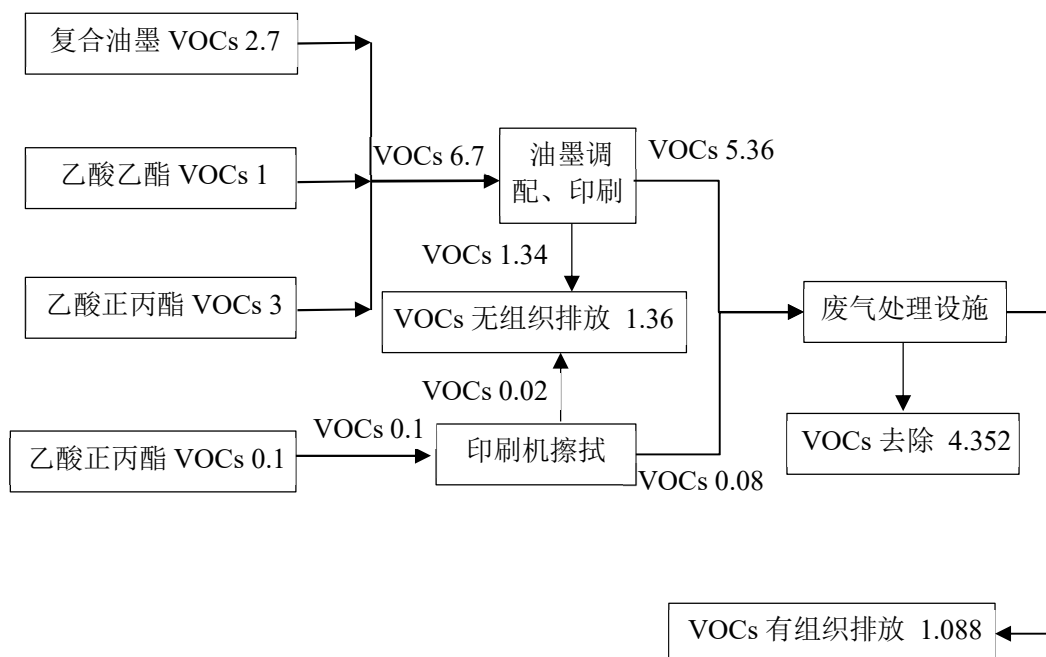 复合油墨 VOCs 2.7
乙酸乙酯 VOCs 1
VOCs 6.7
油墨调
配、印刷
VOCs 5.36
VOCs 1.34
乙酸正丙酯 VOCs 3
VOCs 无组织排放 1.36
废气处理设施
VOCs 0.02
VOCs 0.1
乙酸正丙酯 VOCs 0.1
印刷机擦拭
VOCs 0.08
VOCs 去除 4.352
VOCs 有组织排放 1.088